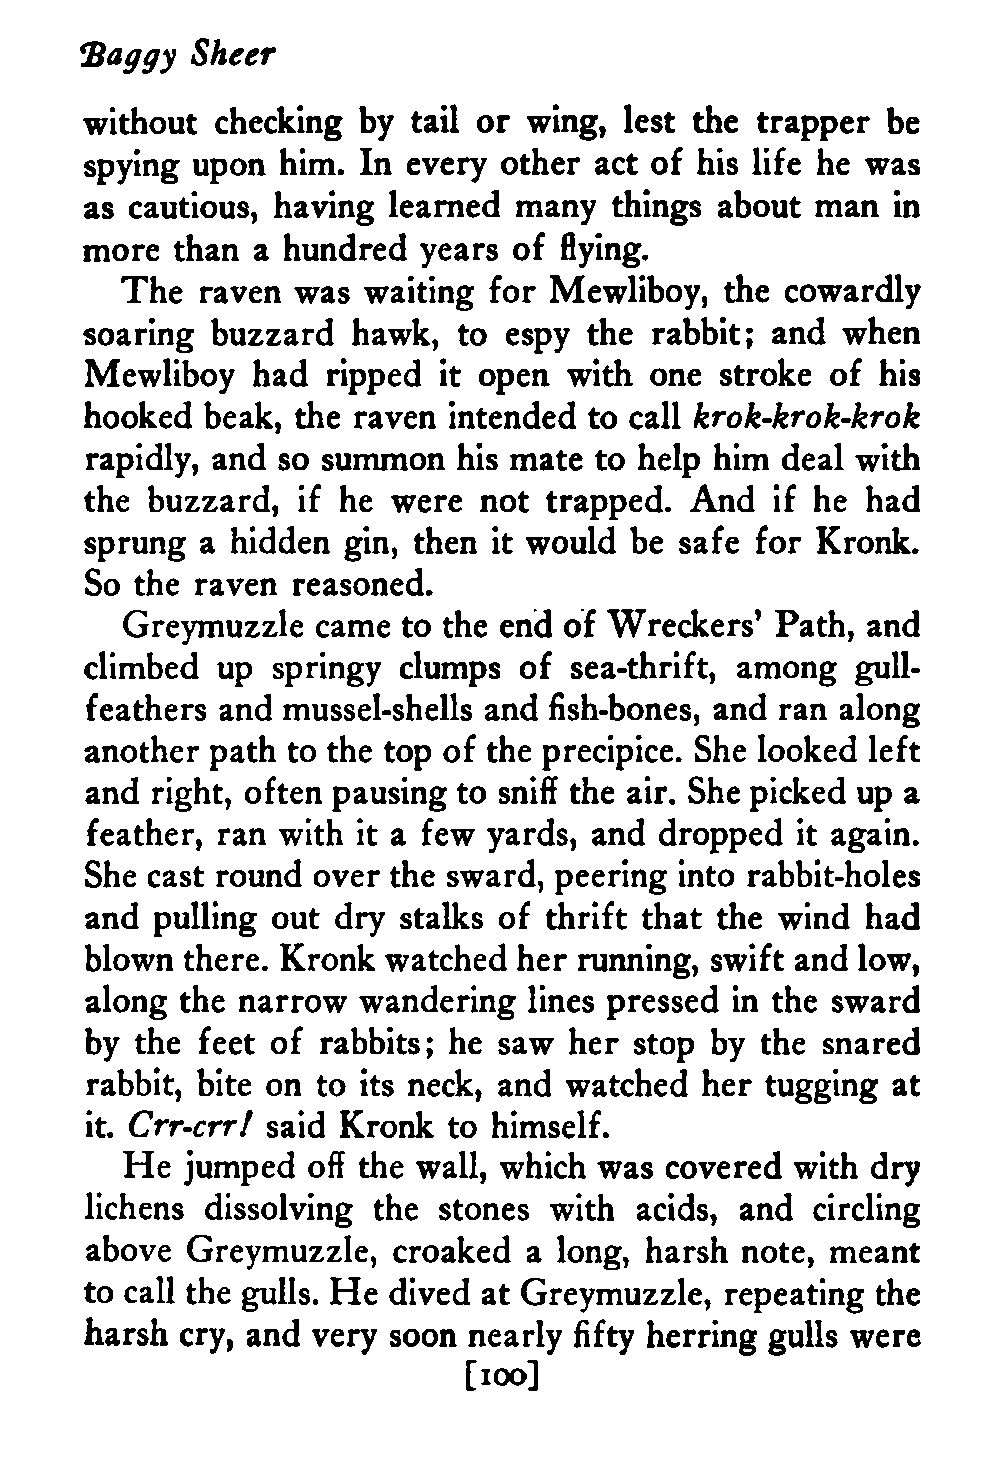 Baggy Sheer
without checking by tail or wing, lest the trapper be
spying upon him. In every other act of his life he was
as cautious, having learned many things about man in
more than a hundred years of flying.
The raven was waiting for Mewliboy, the cowardly
soaring buzzard hawk, to espy the rabbit; and when
Mewliboy had ripped it open with one stroke of his
hooked beak, the raven intended to call krok-krok-krok
rapidly, and so summon his mate to help him deal with
the buzzard, if he were not trapped. And if he had
sprung a hidden gin, then it would be safe for Kronk.
So the raven reasoned.
Greymuzzle came to the end of Wreckers' Path, and
climbed up springy clumps of sea-thrift, among gull-
feathers and mussel-shells and fish-bones, and ran along
another path to the top of the precipice. She looked left
and right, often pausing to sniff the air. She picked up a
feather, ran with it a few yards, and dropped it again.
She cast round over the sward, peering into rabbit-holes
and pulling out dry stalks of thrift that the wind had
blown there. Kronk watched her running, swift and low,
along the narrow wandering lines pressed in the sward
by the feet of rabbits; he saw her stop by the snared
rabbit, bite on to its neck, and watched her tugging at
it. Crr-crr! said Kronk to himself.
He jumped off the wall, which was covered with dry
lichens dissolving the stones with acids, and circling
above Greymuzzle, croaked a long, harsh note, meant
to call the gulls. He dived at Greymuzzle, repeating the
harsh cry, and very soon nearly fifty herring gulls were
[100]